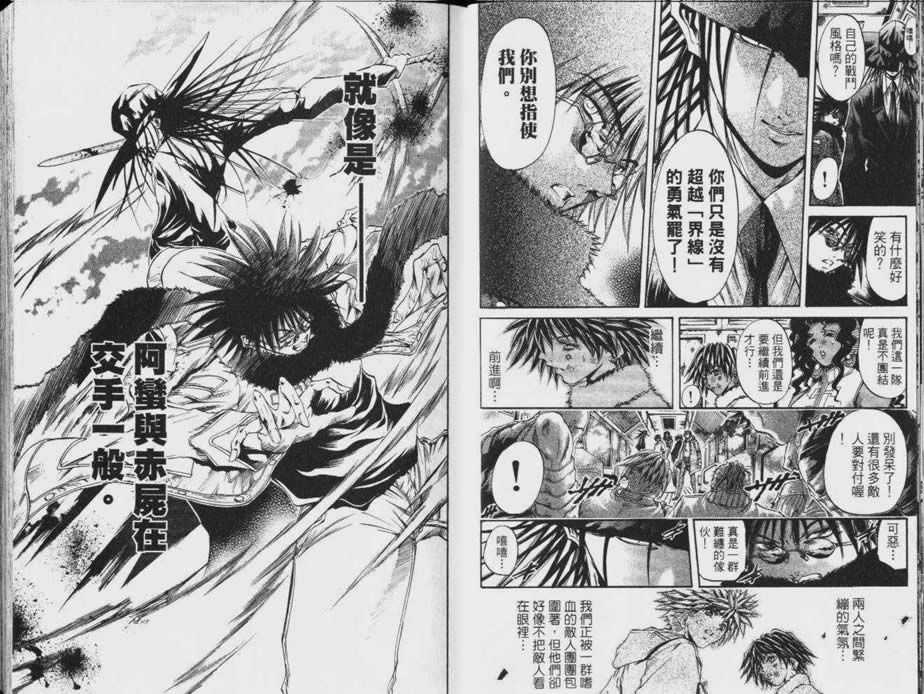 嘻嘻…
自己的戰鬥
風格嗎?
!
你們只是沒有
超越「界線」
的勇氣罷了!
你別想指使
我們。
有什麼好
笑的?
我們這一隊
真是不團結
呢!
但我們還是
要繼續前進
才行…
!
繼續…
前進啊…
別發呆了!
還有很多敵
人要對付喔
!
!
可惡…
真是一群
難纏的傢
伙!
嘻嘻…
兩人之間緊
繃的氣氛…
我們正被一群嗜
血的敵人團團包
圍著,但他們卻
好像不把敵人看
在眼裡…
就像是——
阿蠻與赤屍在
交手一般。